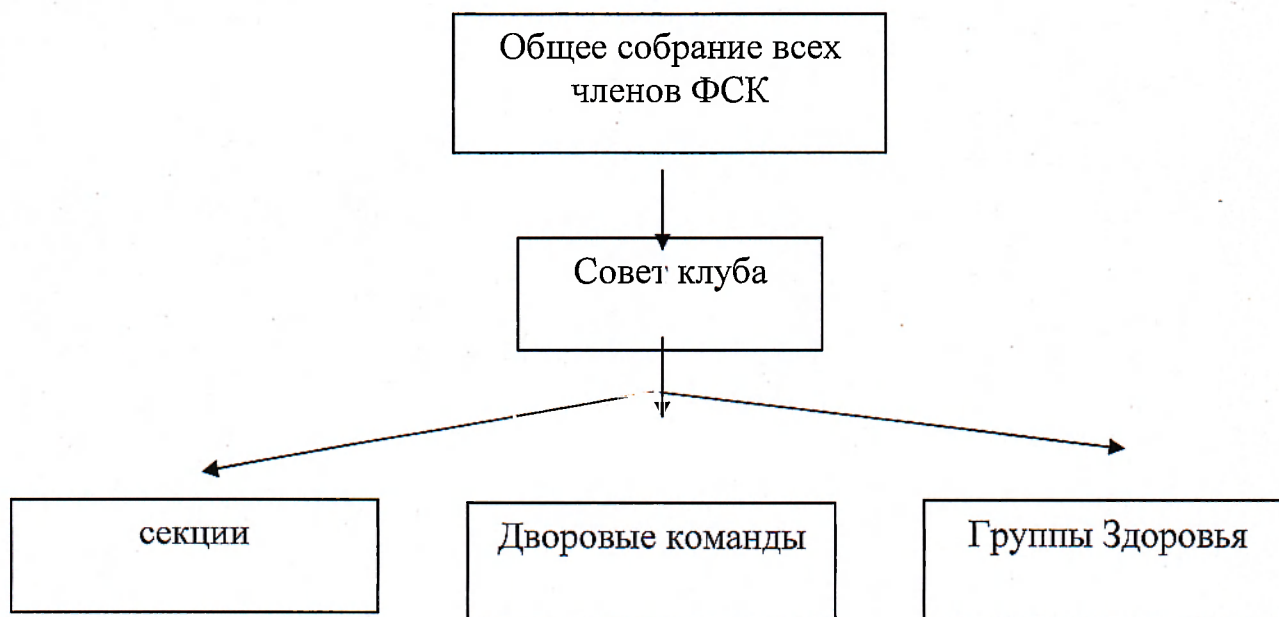 Общее собрание всех
членов ФСК
Совет клуба
секции
Дворовые команды
Группы Здоровья